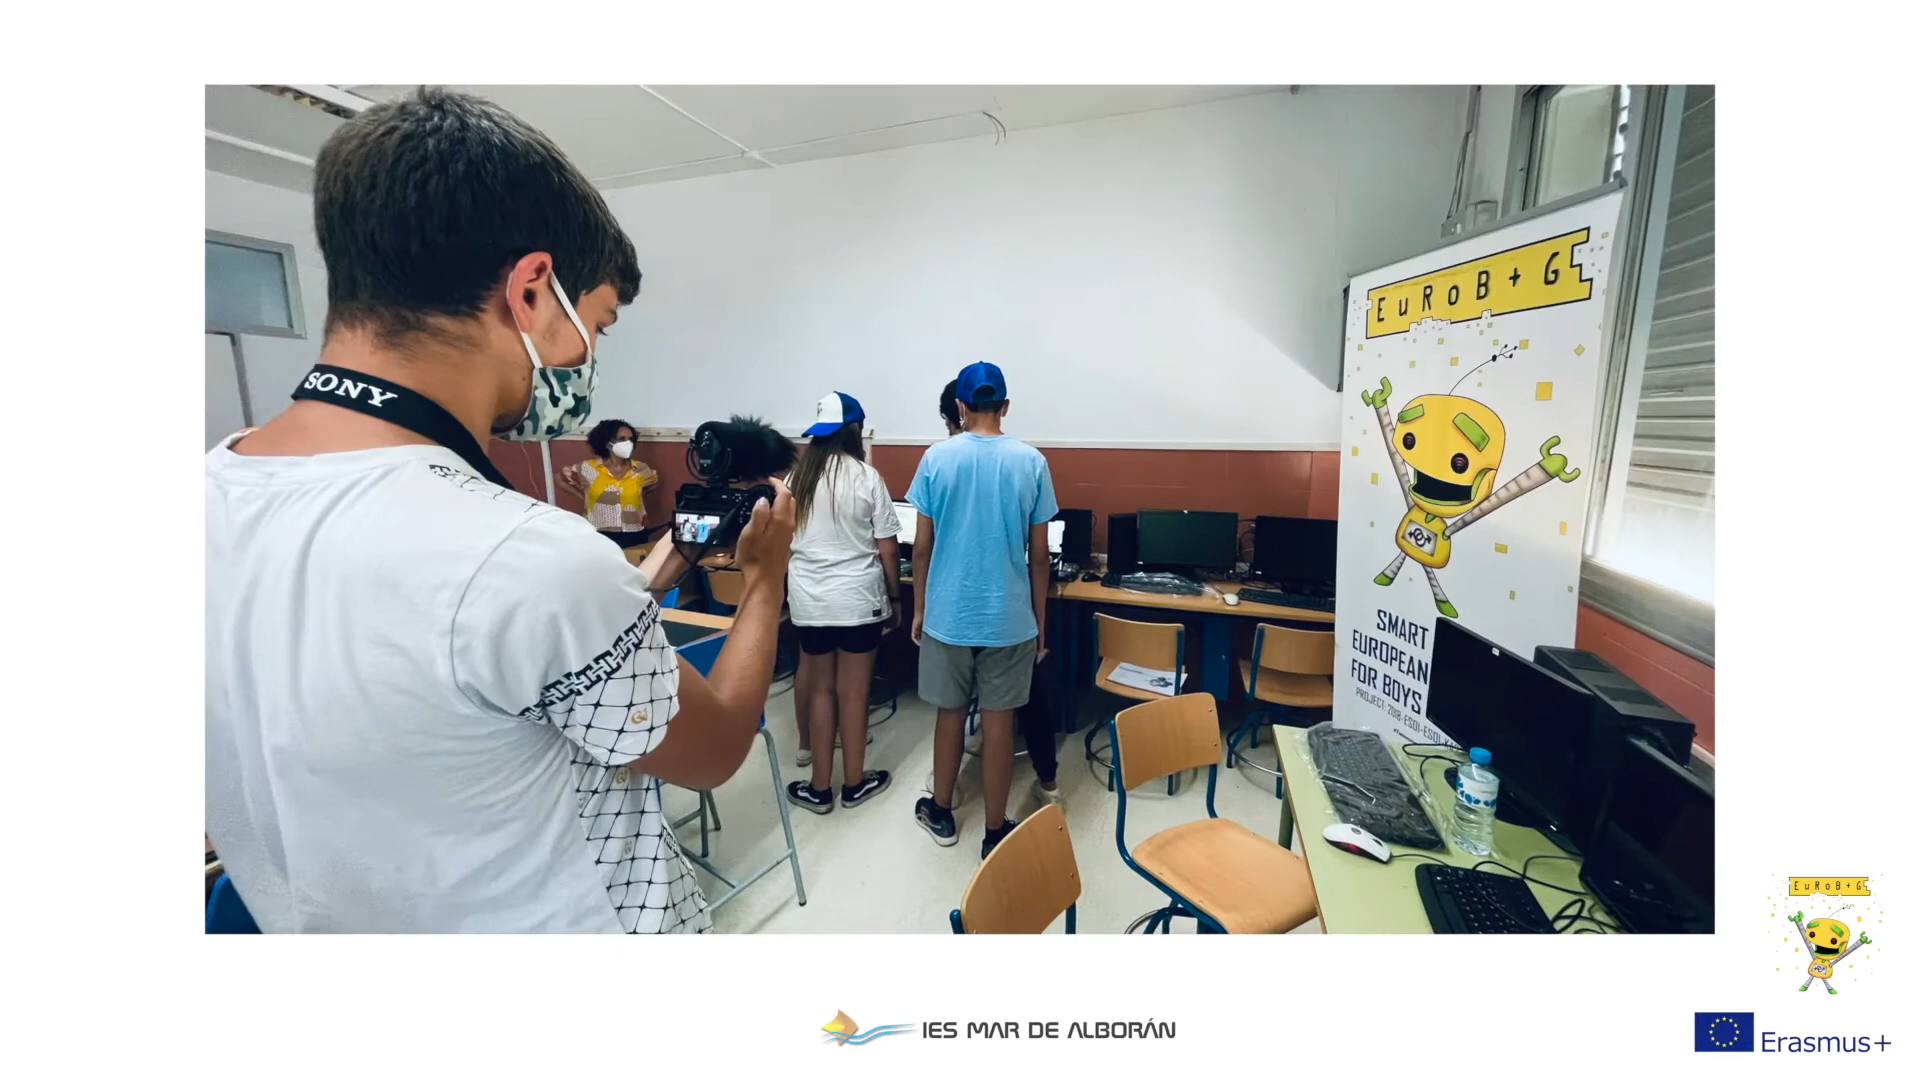 SONY
EuRoB+G
SMART
EUROPEAN
FOR BOYS
EuRoB+G
IES MAR DE ALBORÁN
Erasmus+